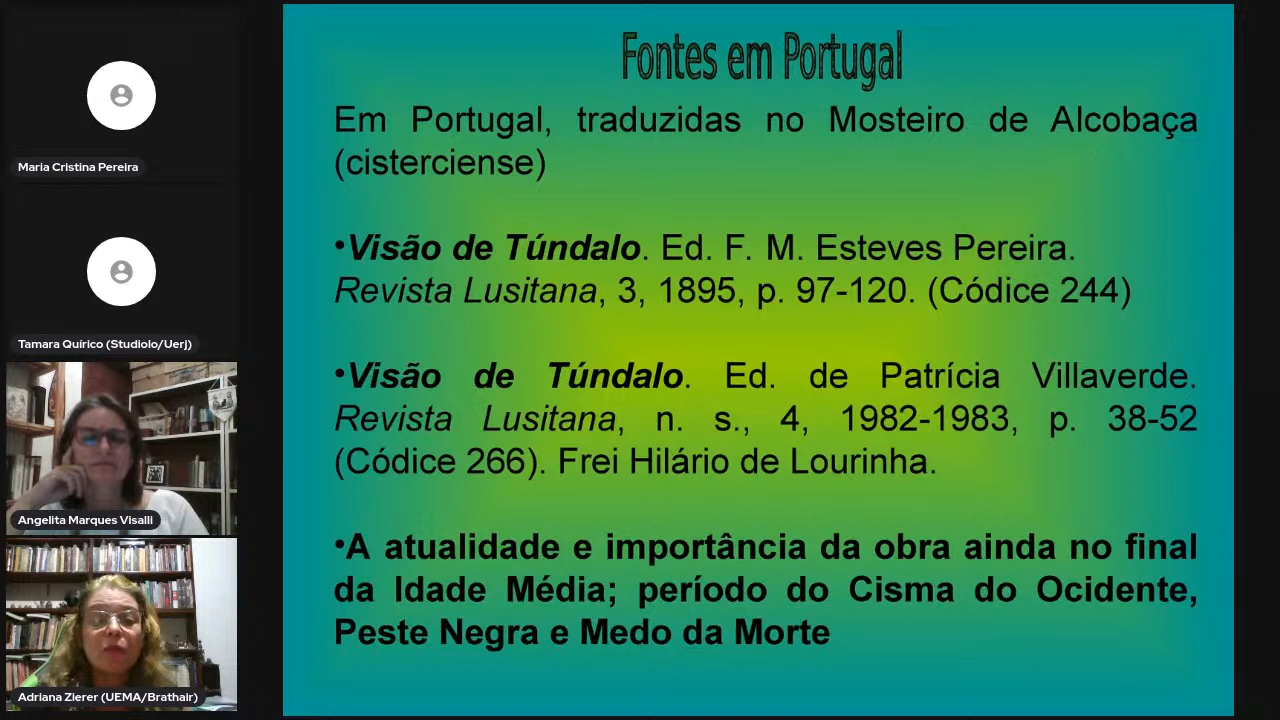 Maria Cristina Pereira
Tamara Quírico (Studiolo/Uerj)
Angelita Marques Visalli
Adriana Zierer (UEMA/Brathair)
Fontes em Portugal
Em Portugal, traduzidas no Mosteiro de Alcobaça
(cisterciense)
•Visão de Túndalo. Ed. F. M. Esteves Pereira.
Revista Lusitana, 3, 1895, p. 97-120. (Códice 244)
•Visão de Túndalo. Ed. de Patrícia Villaverde.
Revista Lusitana, n. s., 4, 1982-1983, p. 38-52
(Códice 266). Frei Hilário de Lourinha.
•A atualidade e importância da obra ainda no final
da Idade Média; período do Cisma do Ocidente,
Peste Negra e Medo da Morte